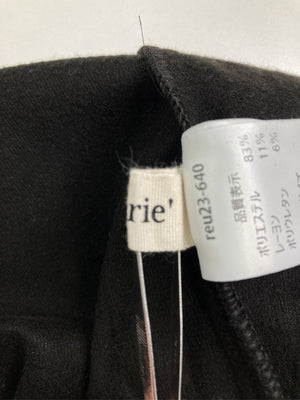 rie'
reu23-640
品質表示
ポリエステル 83%
レーヨン 11%
ポリウレタン 6%